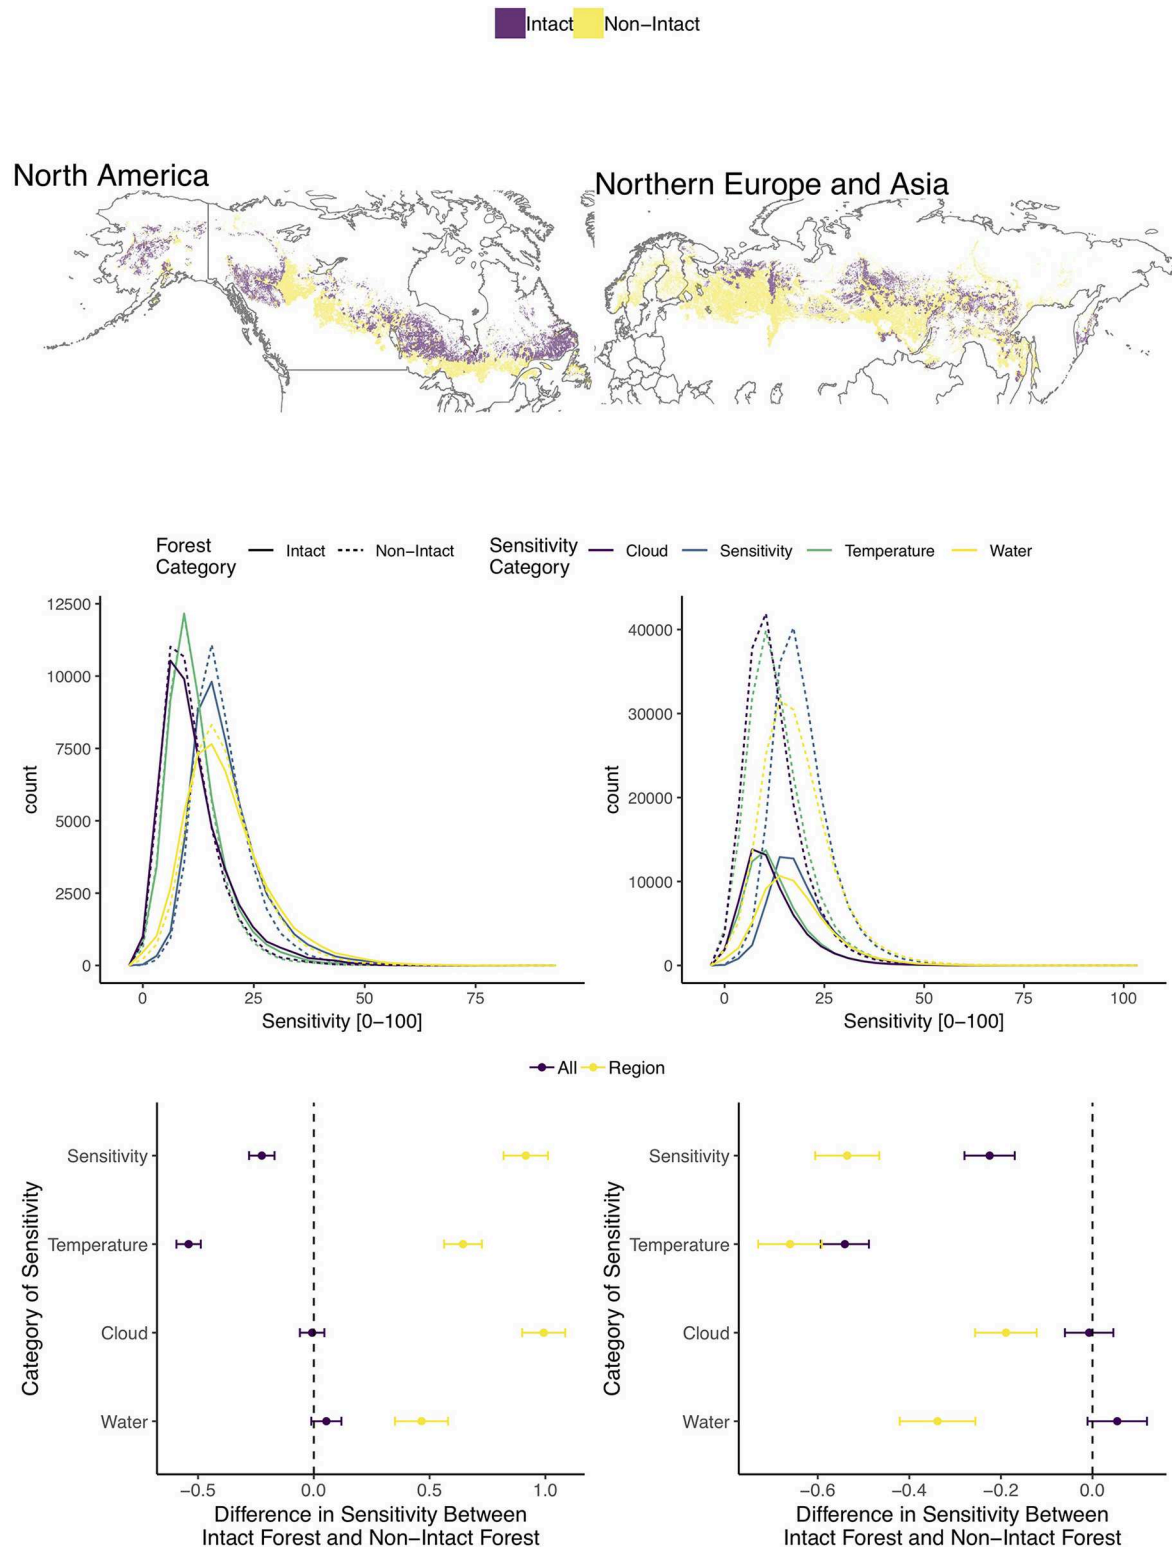 Intact Non−Intact
North America
Northern Europe and Asia
Forest Category Intact Non−Intact
Sensitivity Category Cloud Sensitivity Temperature Water
12500
10000
7500
5000
2500
0
count
0 25 50 75
Sensitivity [0−100]
40000
30000
20000
10000
0
count
0 25 50 75 100
Sensitivity [0−100]
All Region
Category of Sensitivity
Sensitivity
Temperature
Cloud
Water
−0.5 0.0 0.5 1.0
Difference in Sensitivity Between
Intact Forest and Non−Intact Forest
Category of Sensitivity
Sensitivity
Temperature
Cloud
Water
−0.6 −0.4 −0.2 0.0
Difference in Sensitivity Between
Intact Forest and Non−Intact Forest